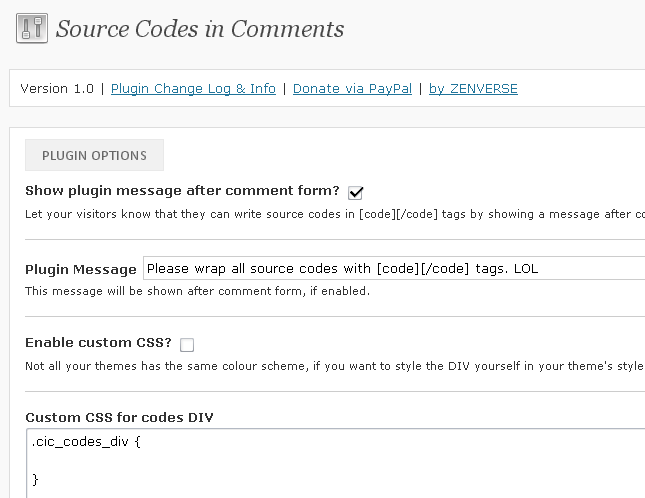 Source Codes in Comments
Version 1.0 | Plugin Change Log & Info | Donate via PayPal | by ZENVERSE
PLUGIN OPTIONS
Show plugin message after comment form?
Let your visitors know that they can write source codes in [code][/code] tags by showing a message after
Plugin Message Please wrap all source codes with [code][/code] tags. LOL
This message will be shown after comment form, if enabled.
Enable custom CSS?
Not all your themes has the same colour scheme, if you want to style the DIV yourself in your theme's style
Custom CSS for codes DIV
.cic_codes_div {
}